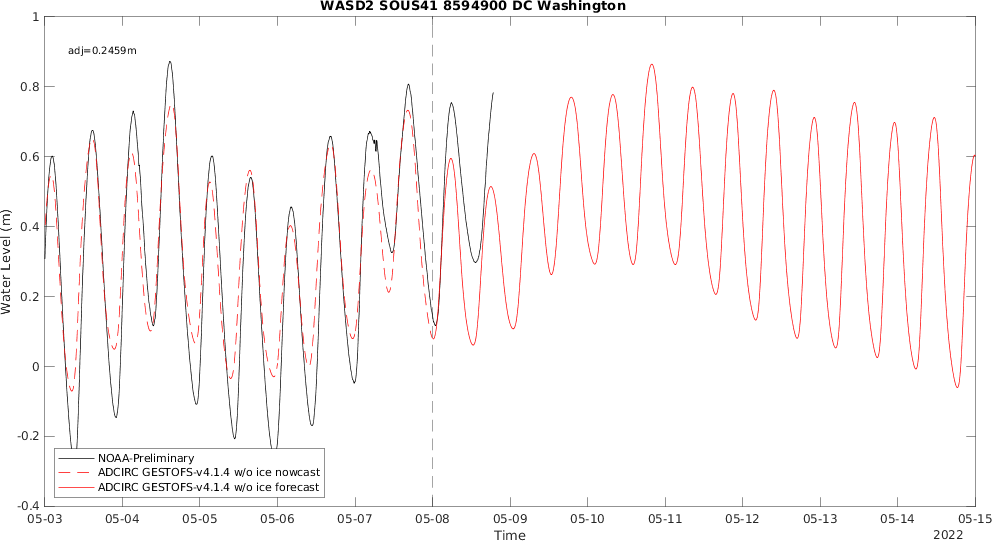 WASD2 SOUS41 8594900 DC Washington
adj=0.2459m
1
0.8
0.6
0.4
0.2
0
-0.2
-0.4
Water Level (m)
NOAA-Preliminary
ADCIRC GESTOFS-v4.1.4 w/o ice nowcast
ADCIRC GESTOFS-v4.1.4 w/o ice forecast
05-03 05-04 05-05 05-06 05-07 05-08 05-09 05-10 05-11 05-12 05-13 05-14 05-15
Time
2022